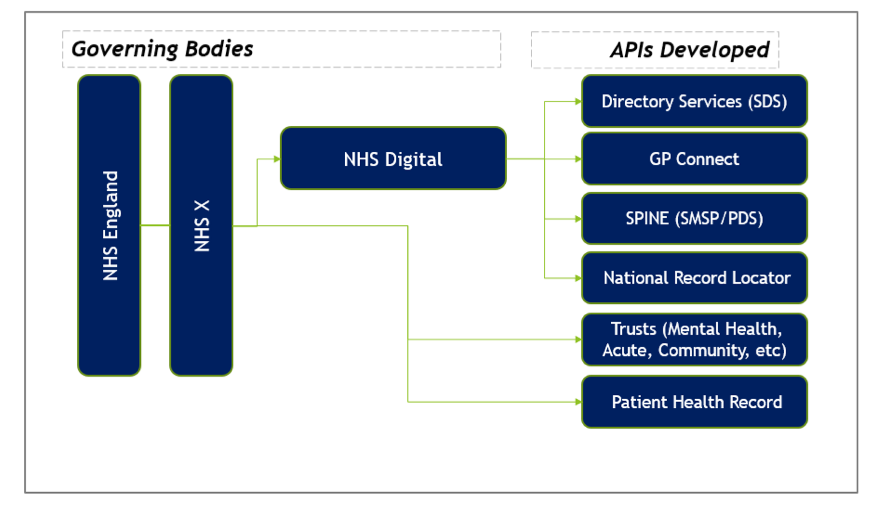 Governing Bodies
APIs Developed
NHS England
NHS X
NHS Digital
Directory Services (SDS)
GP Connect
SPINE (SMSP/PDS)
National Record Locator
Trusts (Mental Health,
Acute, Community, etc)
Patient Health Record